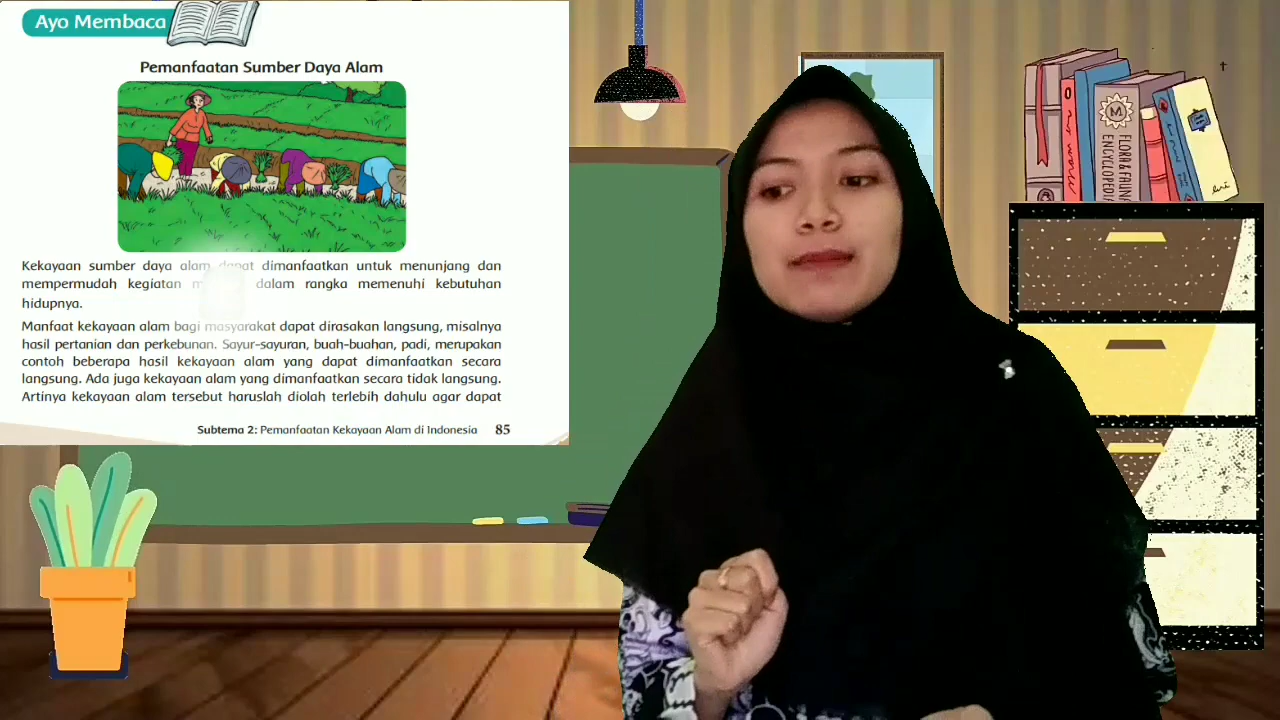 Ayo Membaca
Pemanfaatan Sumber Daya Alam
Kekayaan sumber daya alam dapat dimanfaatkan untuk menunjang dan
mempermudah kegiatan dalam rangka memenuhi kebutuhan
hidupnya.
Manfaat kekayaan alam bagi masyarakat dapat dirasakan langsung, misalnya
hasil pertanian dan perkebunan. Sayur-sayuran, buah-buahan, padi, merupakan
contoh beberapa hasil kekayaan alam yang dapat dimanfaatkan secara
langsung. Ada juga kekayaan alam yang dimanfaatkan secara tidak langsung.
Artinya kekayaan alam tersebut haruslah diolah terlebih dahulu agar dapat
Subtema 2: Pemanfaatan Kekayaan Alam di Indonesia 85
M
FLORA & FAUNA
ENCYCLOPEDIA